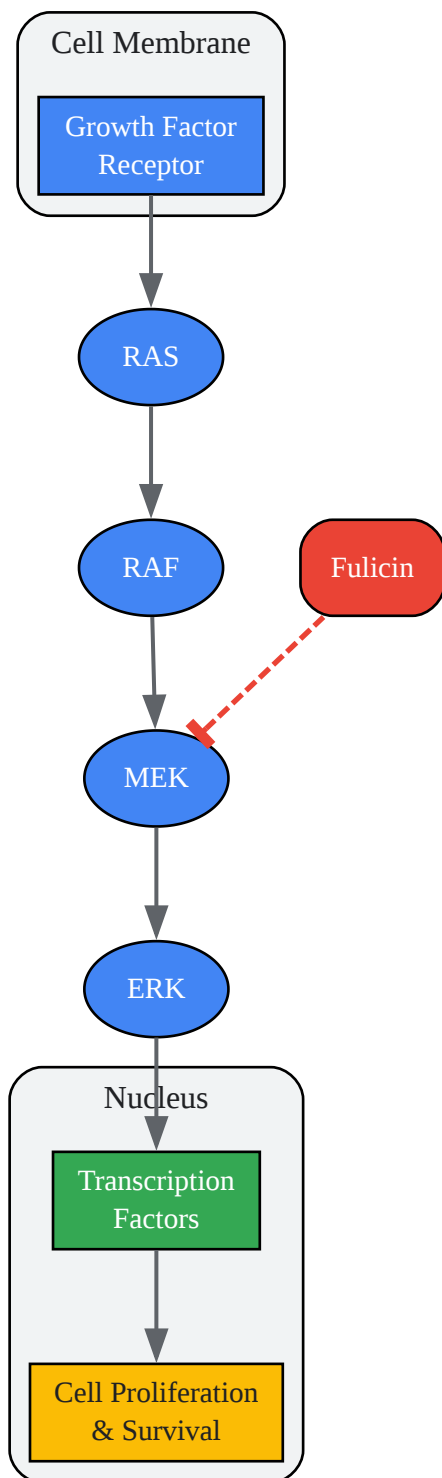 Cell Membrane
Growth Factor
Receptor
RAS
RAF
Fulicin
MEK
ERK
Nucleus
Transcription
Factors
Cell Proliferation
& Survival